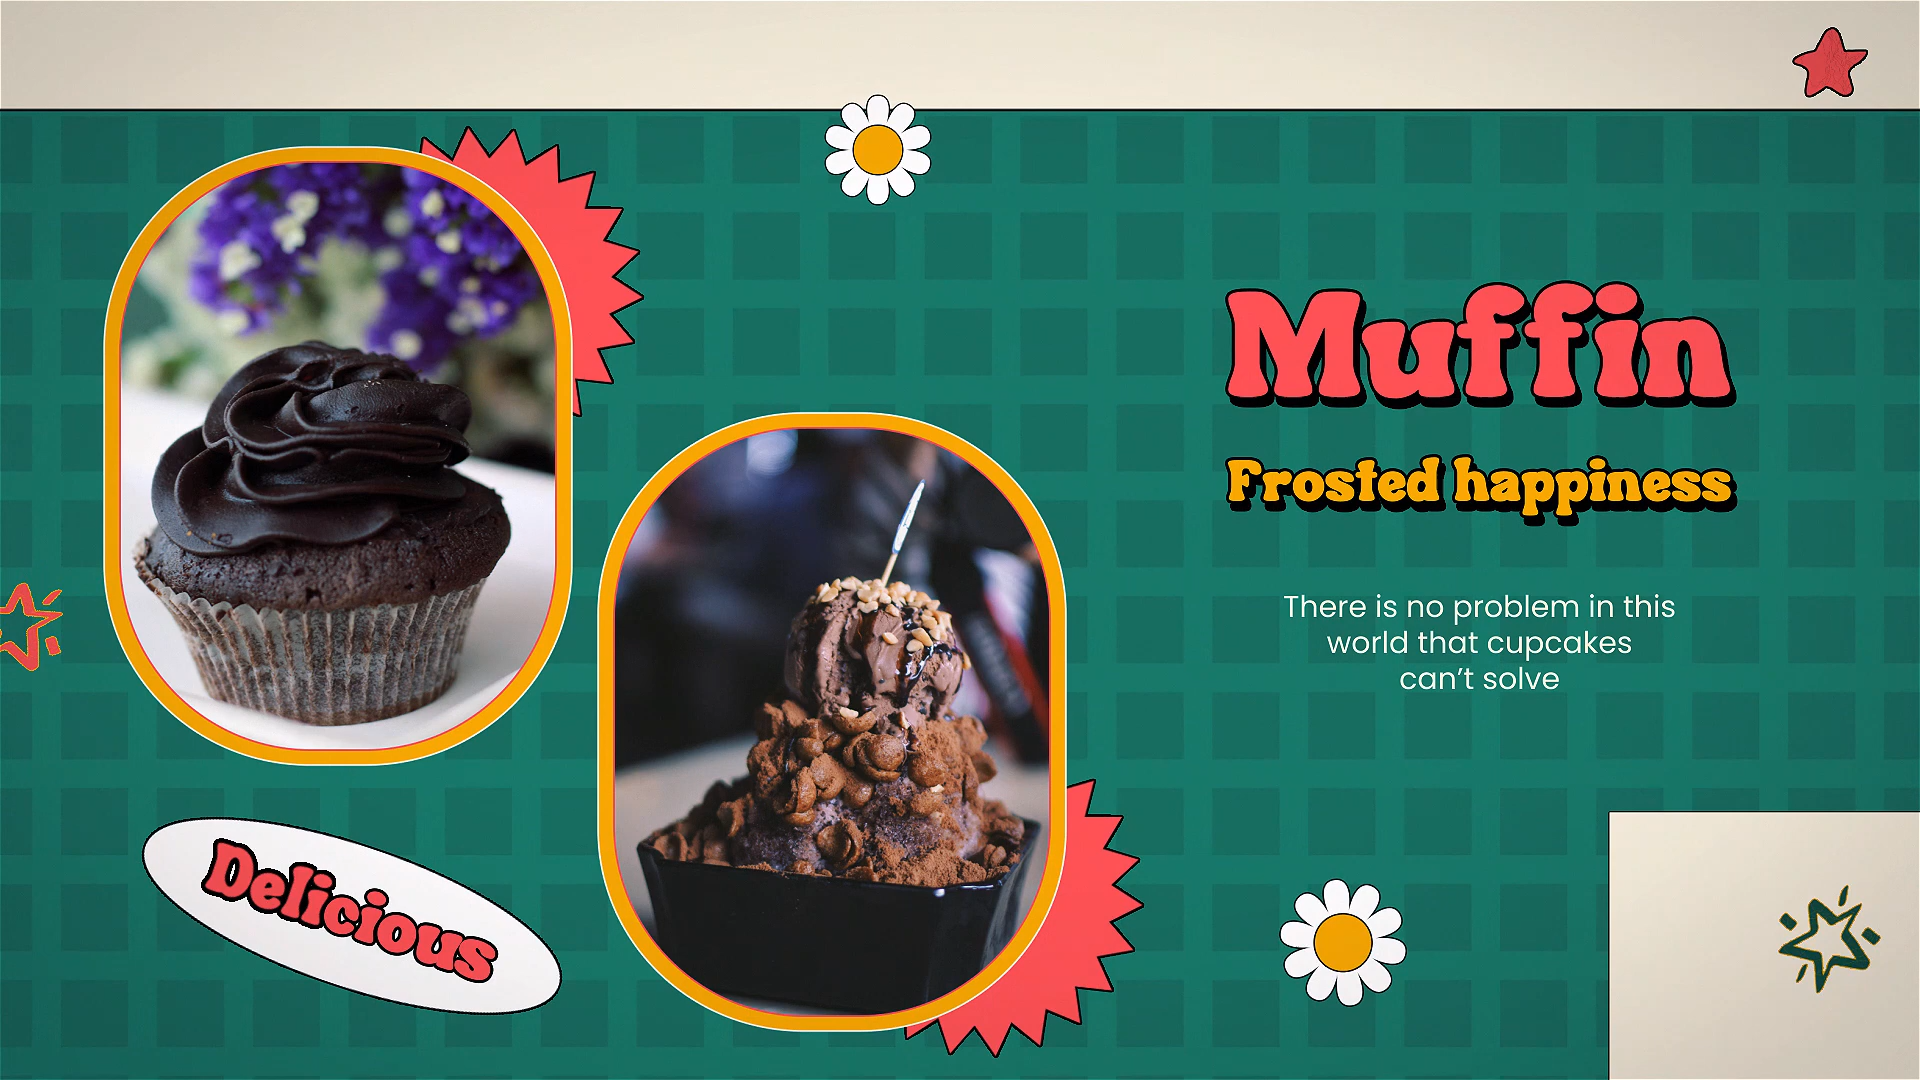 Muffin
Frosted happiness
There is no problem in this
world that cupcakes
can’t solve
Delicious